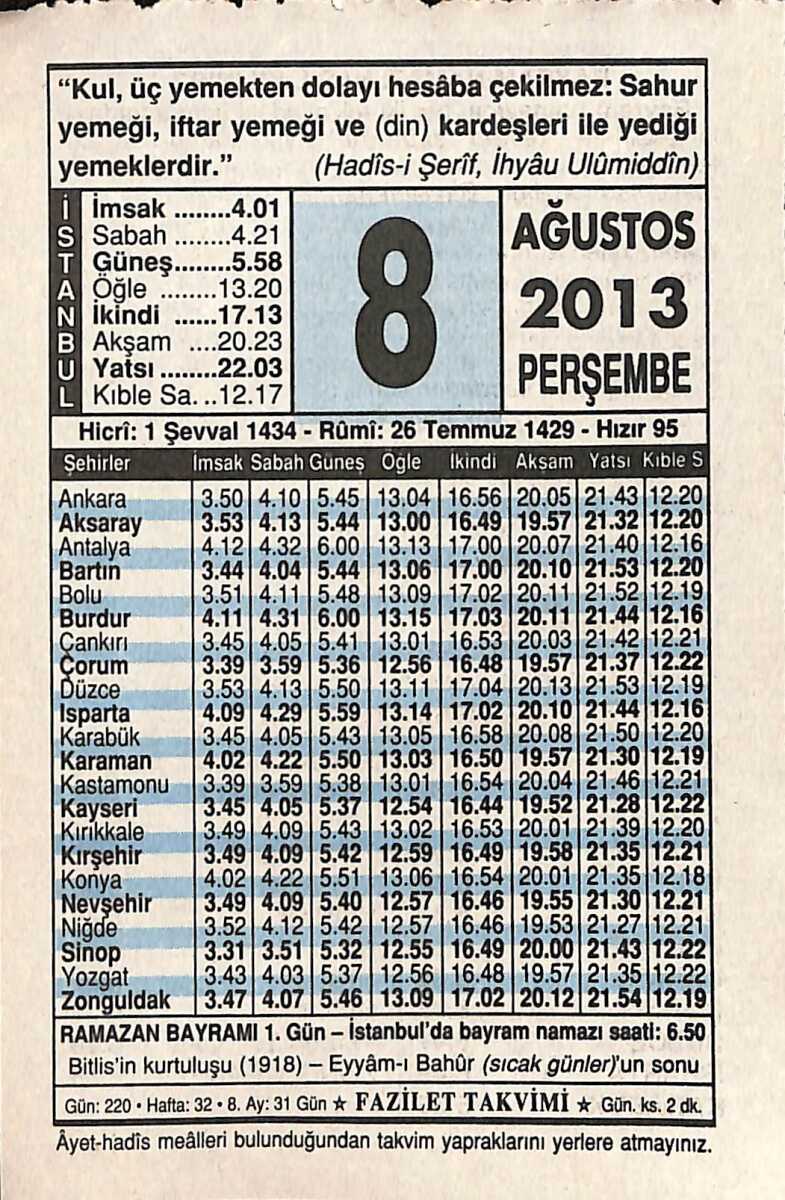 “Kul, üç yemekten dolayı hesâba çekilmez: Sahur
yemeği, iftar yemeği ve (din) kardeşleri ile yediği
yemeklerdir.” (Hadîs-i Şerîf, İhyâu Ulûmiddîn)
İSTANBUL
İmsak ........4.01
Sabah .......4.21
Güneş........5.58
Öğle ........13.20
İkindi ......17.13
Akşam ....20.23
Yatsı ........22.03
Kıble Sa. ..12.17
8
AĞUSTOS
2013
PERŞEMBE
Hicrî: 1 Şevval 1434 - Rûmî: 26 Temmuz 1429 - Hızır 95
Şehirler İmsak Sabah Güneş Öğle İkindi Akşam Yatsı Kıble S
Ankara 3.50 4.10 5.45 13.04 16.56 20.05 21.43 12.20
Aksaray 3.53 4.13 5.44 13.00 16.49 19.57 21.32 12.20
Antalya 4.12 4.32 6.00 13.13 17.00 20.07 21.40 12.16
Bartın 3.44 4.04 5.44 13.06 17.00 20.10 21.53 12.20
Bolu 3.51 4.11 5.48 13.09 17.02 20.11 21.52 12.19
Burdur 4.11 4.31 6.00 13.15 17.03 20.11 21.44 12.16
Çankırı 3.45 4.05 5.41 13.01 16.53 20.03 21.42 12.21
Çorum 3.39 3.59 5.36 12.56 16.48 19.57 21.37 12.22
Düzce 3.53 4.13 5.50 13.11 17.04 20.13 21.53 12.19
Isparta 4.09 4.29 5.59 13.14 17.02 20.10 21.44 12.16
Karabük 3.45 4.05 5.43 13.05 16.58 20.08 21.50 12.20
Karaman 4.02 4.22 5.50 13.03 16.50 19.57 21.30 12.19
Kastamonu 3.39 3.59 5.38 13.01 16.54 20.04 21.46 12.21
Kayseri 3.45 4.05 5.37 12.54 16.44 19.52 21.28 12.22
Kırıkkale 3.49 4.09 5.43 13.02 16.53 20.01 21.39 12.20
Kırşehir 3.49 4.09 5.42 12.59 16.49 19.58 21.35 12.21
Konya 4.02 4.22 5.51 13.06 16.54 20.01 21.35 12.18
Nevşehir 3.49 4.09 5.40 12.57 16.46 19.55 21.30 12.21
Niğde 3.52 4.12 5.42 12.57 16.46 19.53 21.27 12.21
Sinop 3.31 3.51 5.32 12.55 16.49 20.00 21.43 12.22
Yozgat 3.43 4.03 5.37 12.56 16.48 19.57 21.35 12.22
Zonguldak 3.47 4.07 5.46 13.09 17.02 20.12 21.54 12.19
RAMAZAN BAYRAMI 1. Gün – İstanbul'da bayram namazı saati: 6.50
Bitlis'in kurtuluşu (1918) – Eyyâm-ı Bahûr (sıcak günler)'un sonu
Gün: 220 • Hafta: 32 • 8. Ay: 31 Gün ★ FAZİLET TAKVİMİ ★ Gün. ks. 2 dk.
Âyet-hadîs meâlleri bulunduğundan takvim yapraklarını yerlere atmayınız.